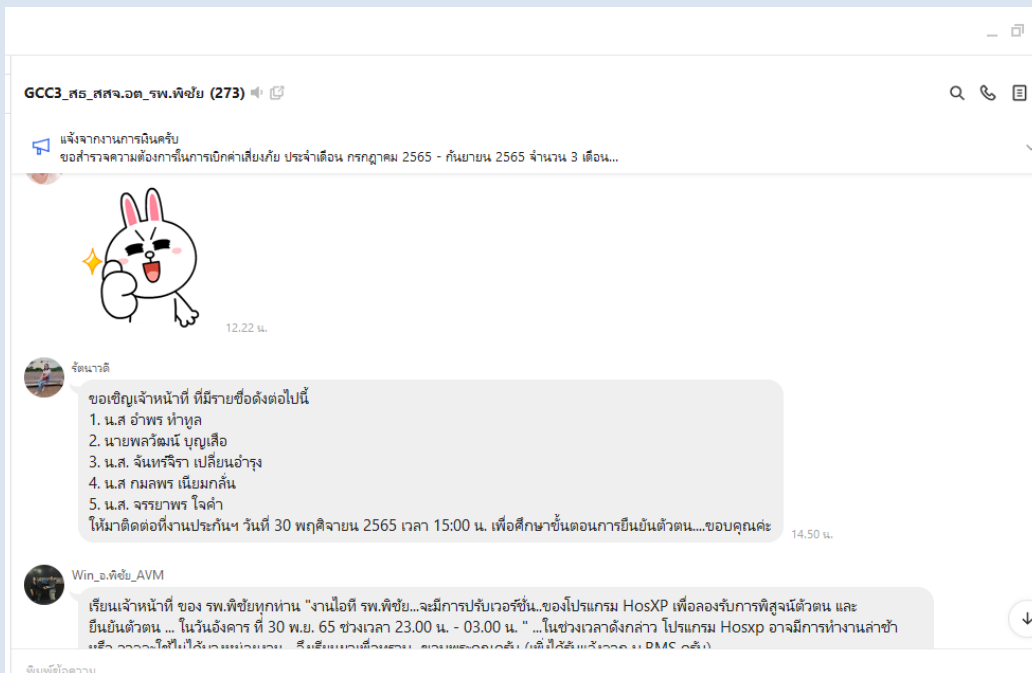 GCC3_สธ_สสจ.อต_รพ.พิชัย (273)
แจ้งจากงานการเงินครับ
ขอสำรวจความต้องการในการเบิกค่าเสี่ยงภัย ประจำเดือน กรกฎาคม 2565 - กันยายน 2565 จำนวน 3 เดือน...
12.22 น.
รัตนาวดี
ขอเชิญเจ้าหน้าที่ ที่มีรายชื่อดังต่อไปนี้
1. น.ส อำพร ทำทูล
2. นายพลวัฒน์ บุญเสือ
3. น.ส. จันทร์จิรา เปลี่ยนอำรุง
4. น.ส กมลพร เนียมกลั่น
5. น.ส. จรรยาพร ใจคำ
ให้มาติดต่อที่งานประกันฯ วันที่ 30 พฤศิจายน 2565 เวลา 15:00 น. เพื่อศึกษาขั้นตอนการยืนยันตัวตน....ขอบคุณค่ะ
14.50 น.
Win_อ.พิชัย_AVM
เรียนเจ้าหน้าที่ ของ รพ.พิชัยทุกท่าน "งานไอที รพ.พิชัย...จะมีการปรับเวอร์ชั่น..ของโปรแกรม HosXP เพื่อลองรับการพิสูจน์ตัวตน และ
ยืนยันตัวตน ... ในวันอังคาร ที่ 30 พ.ย. 65 ช่วงเวลา 23.00 น. - 03.00 น. " ...ในช่วงเวลาดังกล่าว โปรแกรม Hosxp อาจมีการทำงานล่าช้า
พิมพ์ข้อความ